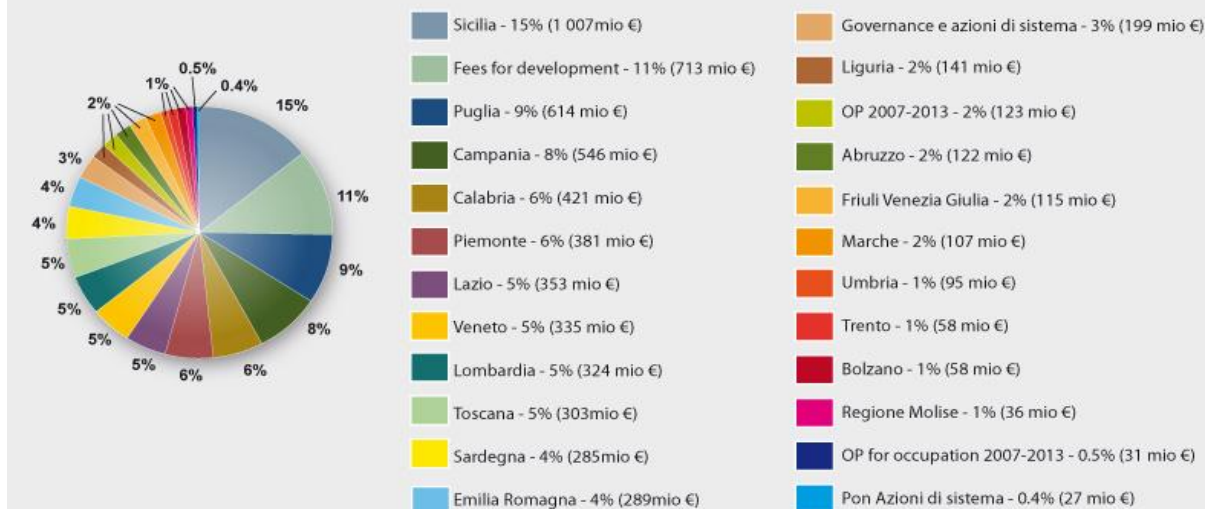 0.5%
1%
0.4%
2%
15%
3%
11%
4%
4%
9%
5%
8%
5%
5%
6%
5%
6%
Sicilia - 15% (1 007mio €)
Fees for development - 11% (713 mio €)
Puglia - 9% (614 mio €)
Campania - 8% (546 mio €)
Calabria - 6% (421 mio €)
Piemonte - 6% (381 mio €)
Lazio - 5% (353 mio €)
Veneto - 5% (335 mio €)
Lombardia - 5% (324 mio €)
Toscana - 5% (303mio €)
Sardegna - 4% (285mio €)
Emilia Romagna - 4% (289mio €)
Governance e azioni di sistema - 3% (199 mio €)
Liguria - 2% (141 mio €)
OP 2007-2013 - 2% (123 mio €)
Abruzzo - 2% (122 mio €)
Friuli Venezia Giulia - 2% (115 mio €)
Marche - 2% (107 mio €)
Umbria - 1% (95 mio €)
Trento - 1% (58 mio €)
Bolzano - 1% (58 mio €)
Regione Molise - 1% (36 mio €)
OP for occupation 2007-2013 - 0.5% (31 mio €)
Pon Azioni di sistema - 0.4% (27 mio €)